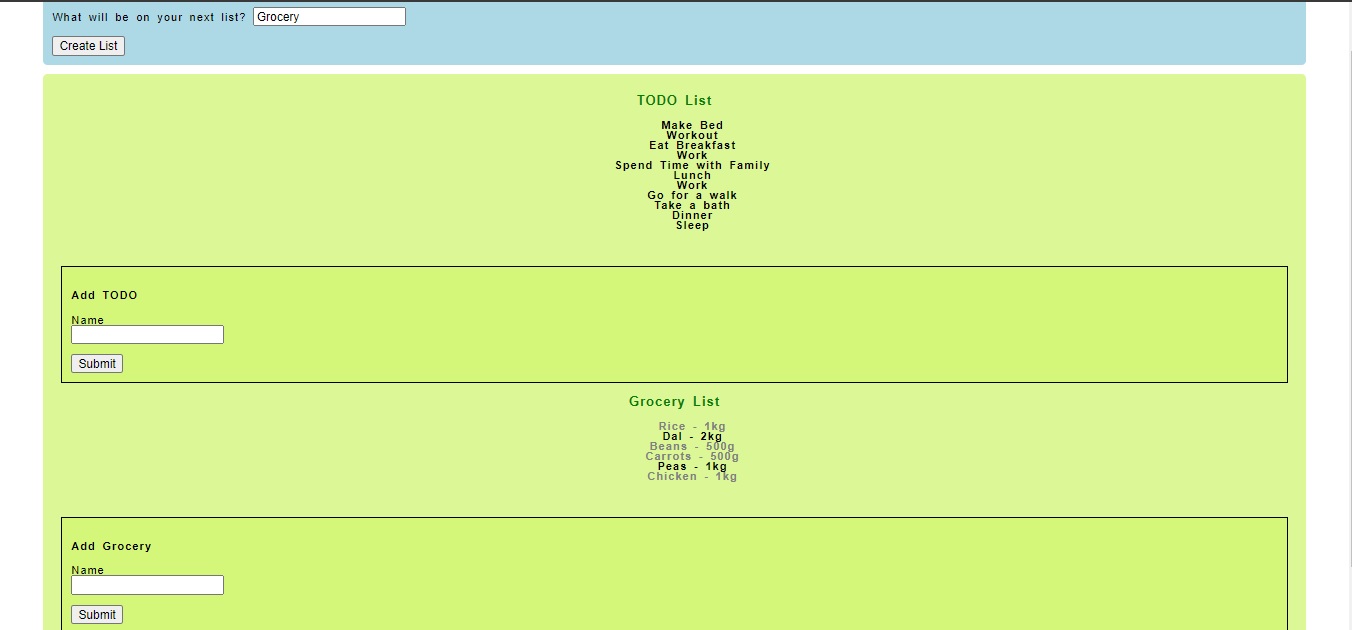 What will be on your next list? Grocery
Create List
TODO List
Make Bed
Workout
Eat Breakfast
Work
Spend Time with Family
Lunch
Work
Go for a walk
Take a bath
Dinner
Sleep
Add TODO
Name
Submit
Grocery List
Rice - 1kg
Dal - 2kg
Beans - 500g
Carrots - 500g
Peas - 1kg
Chicken - 1kg
Add Grocery
Name
Submit